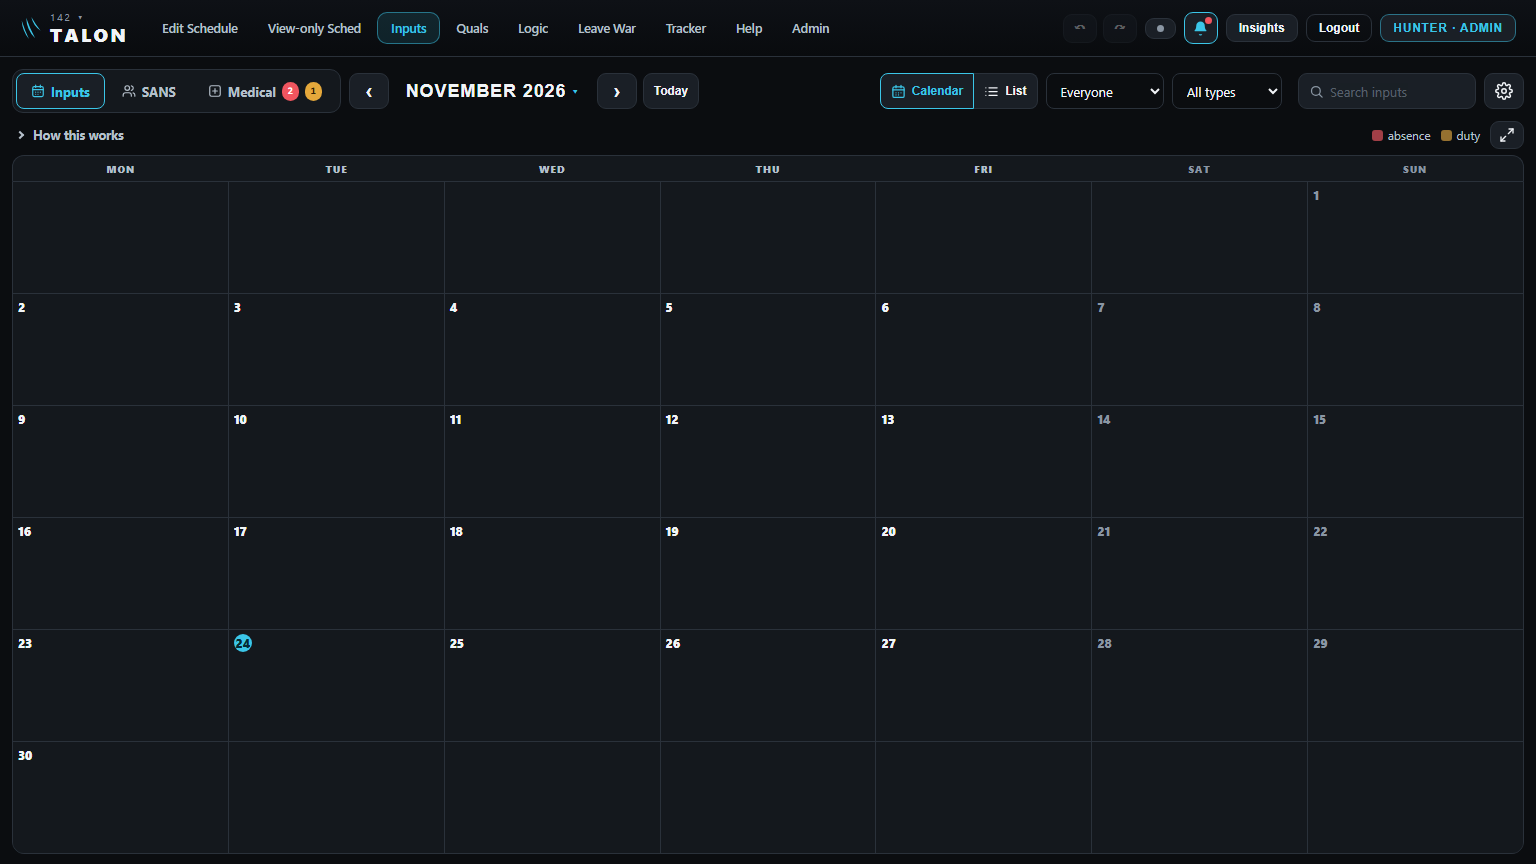 142
TALON
Edit Schedule
View-only Sched
Inputs
Quals
Logic
Leave War
Tracker
Help
Admin
Insights
Logout
HUNTER · ADMIN
Inputs
SANS
Medical 2 1
NOVEMBER 2026
Today
Calendar
List
Everyone
All types
Search inputs
How this works
absence
duty
MON TUE WED THU FRI SAT SUN
1
2 3 4 5 6 7 8
9 10 11 12 13 14 15
16 17 18 19 20 21 22
23 24 25 26 27 28 29
30